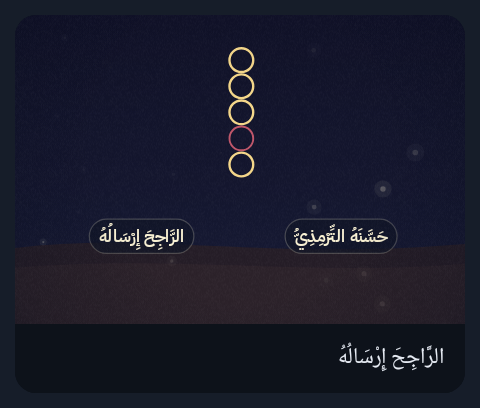 حَسَّنَهُ التِّرْمِذِيُّ
الرَّاجِحَ إِرْسَالُهُ
الرَّاجِحَ إِرْسَالُهُ